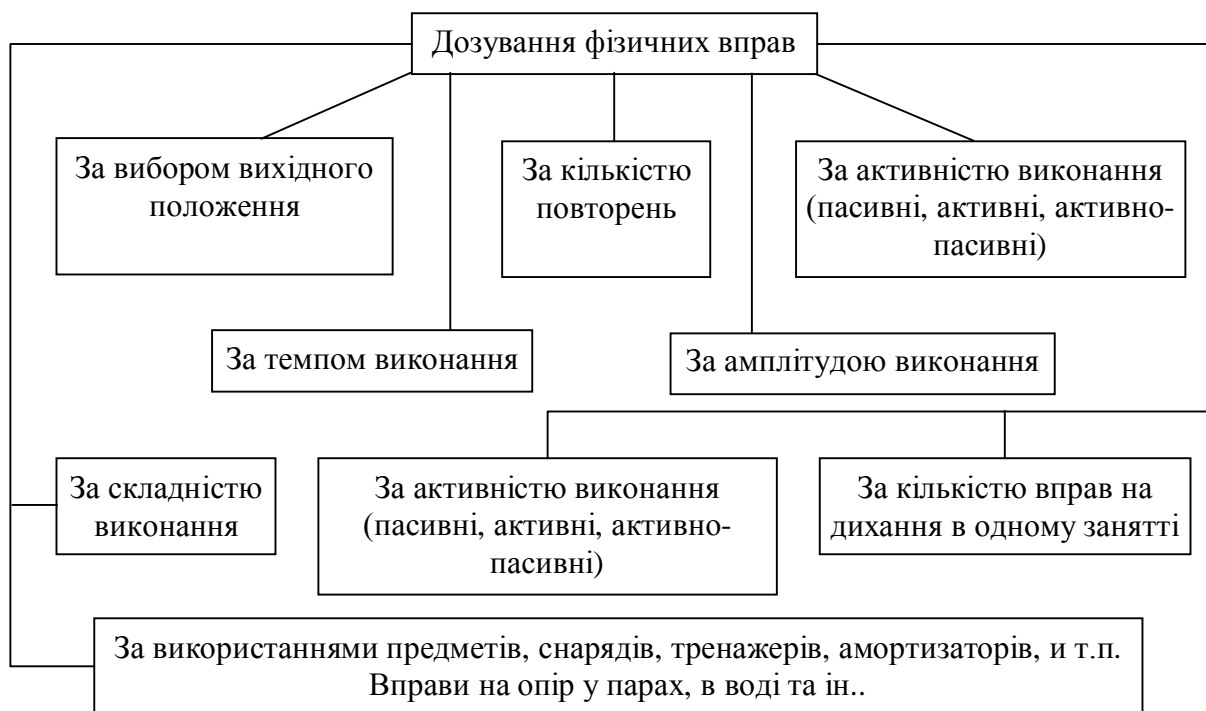 Дозування фізичних вправ
За вибором вихідного
положення
За кількістю
повторень
За активністю виконання
(пасивні, активні, активно-
пасивні)
За темпом виконання
За амплітудою виконання
За складністю
виконання
За активністю виконання
(пасивні, активні, активно-
пасивні)
За кількістю вправ на
дихання в одному занятті
За використаннями предметів, снарядів, тренажерів, амортизаторів, и т.п.
Вправи на опір у парах, в воді та ін..